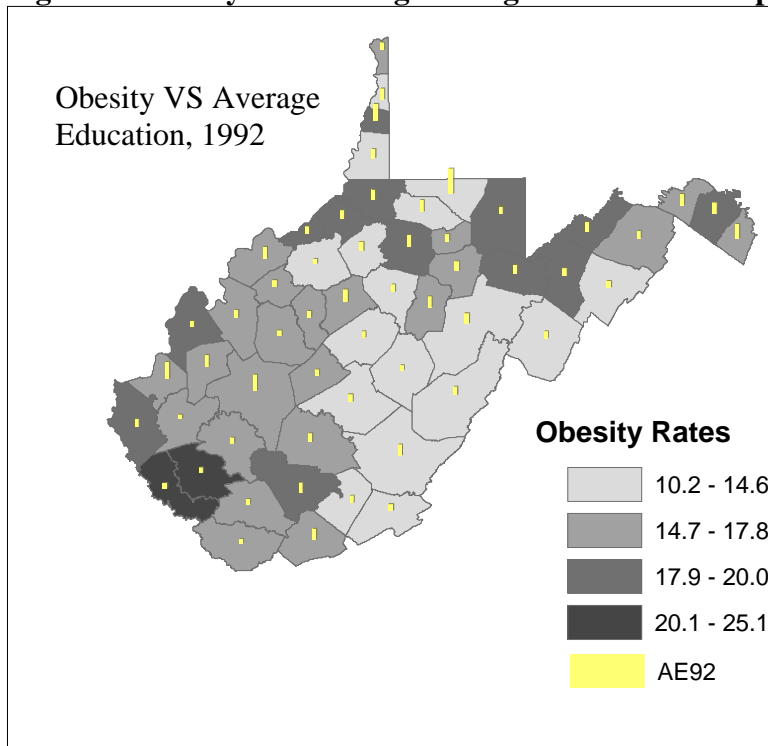 Obesity VS Average
Education, 1992
Obesity Rates
10.2 - 14.6
14.7 - 17.8
17.9 - 20.0
20.1 - 25.1
AE92